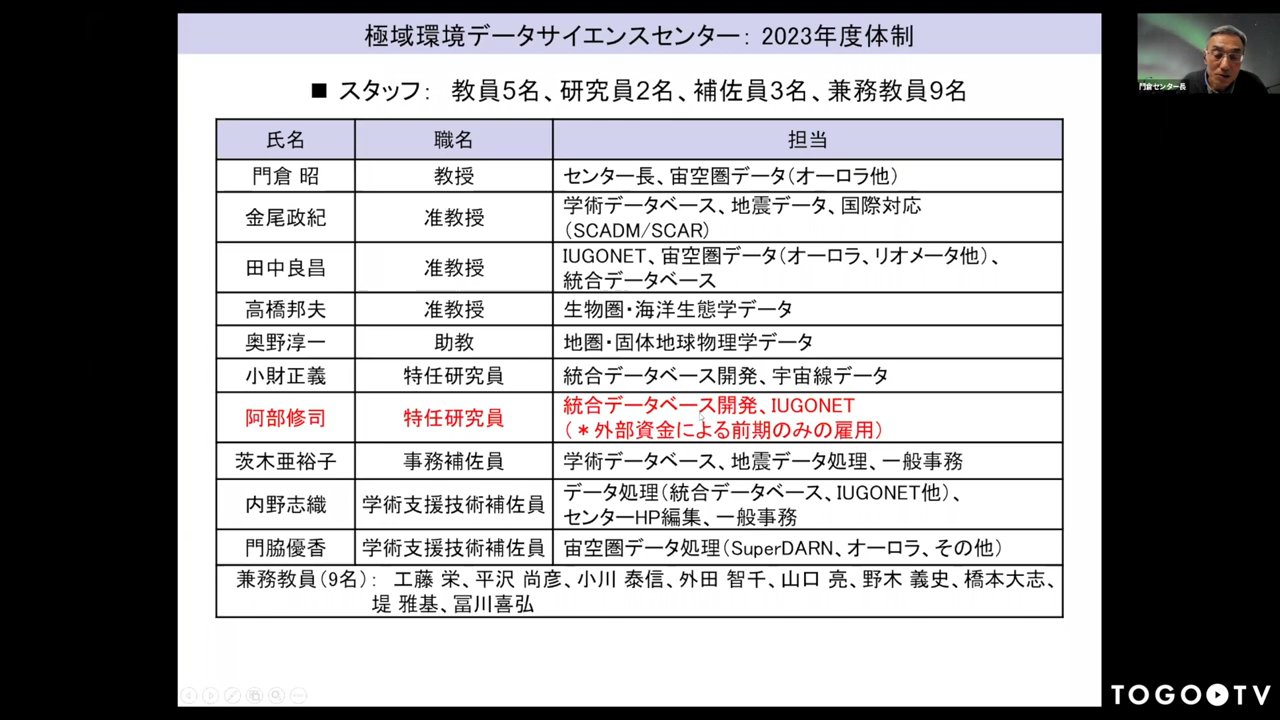 極域環境データサイエンスセンター： 2023年度体制
門倉センター長
■ スタッフ： 教員5名、研究員2名、補佐員3名、兼務教員9名
氏名 職名 担当
門倉 昭 教授 センター長、宙空圏データ（オーロラ他）
金尾政紀 准教授 学術データベース、地震データ、国際対応
（SCADM/SCAR）
田中良昌 准教授 IUGONET、宙空圏データ（オーロラ、リオメータ他）、
統合データベース
高橋邦夫 准教授 生物圏・海洋生態学データ
奥野淳一 助教 地圏・固体地球物理学データ
小財正義 特任研究員 統合データベース開発、宇宙線データ
阿部修司 特任研究員 統合データベース開発、IUGONET
（＊外部資金による前期のみの雇用）
茨木亜裕子 事務補佐員 学術データベース、地震データ処理、一般事務
内野志織 学術支援技術補佐員 データ処理（統合データベース、IUGONET他）、
センターHP編集、一般事務
門脇優香 学術支援技術補佐員 宙空圏データ処理（SuperDARN、オーロラ、その他）
兼務教員（9名）： 工藤 栄、平沢 尚彦、小川 泰信、外田 智千、山口 亮、野木 義史、橋本大志、
堤 雅基、冨川喜弘
TOGO TV